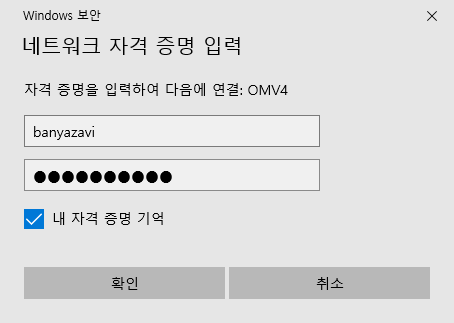 Windows 보안
네트워크 자격 증명 입력
자격 증명을 입력하여 다음에 연결: OMV4
banyazavi
●●●●●●●●●●
내 자격 증명 기억
확인 취소